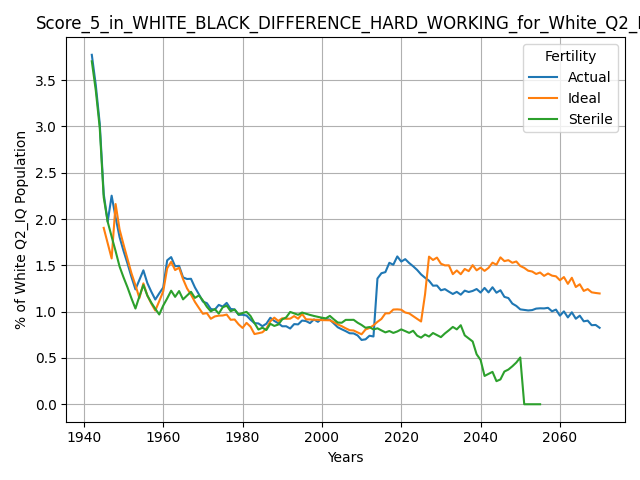 Score_5_in_WHITE_BLACK_DIFFERENCE_HARD_WORKING_for_White_Q2_
Fertility
Actual
Ideal
Sterile
% of White Q2_IQ Population
3.5
3.0
2.5
2.0
1.5
1.0
0.5
0.0
1940 1960 1980 2000 2020 2040 2060
Years